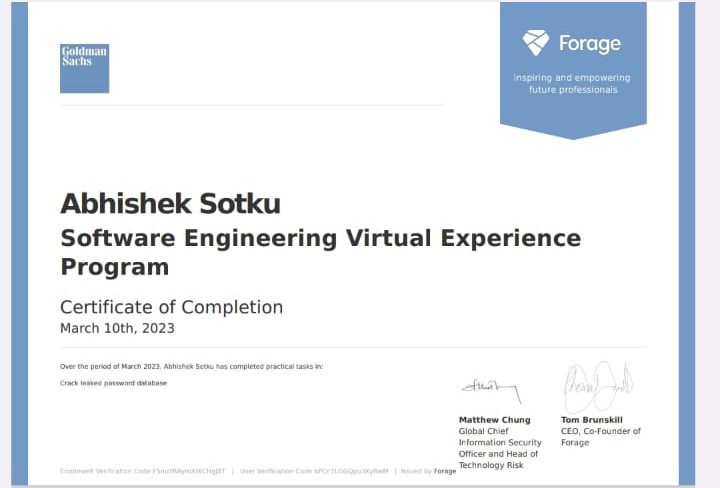 Goldman
Sachs
Forage
Inspiring and empowering
future professionals
Abhishek Sotku
Software Engineering Virtual Experience
Program
Certificate of Completion
March 10th, 2023
Over the period of March 2023, Abhishek Sotku has completed practical tasks in:
Crack leaked password database
Matthew Chung
Global Chief
Information Security
Officer and Head of
Technology Risk
Tom Brunskill
CEO, Co-Founder of
Forage
Enrolment Verification Code | User Verification Code | Issued by Forage